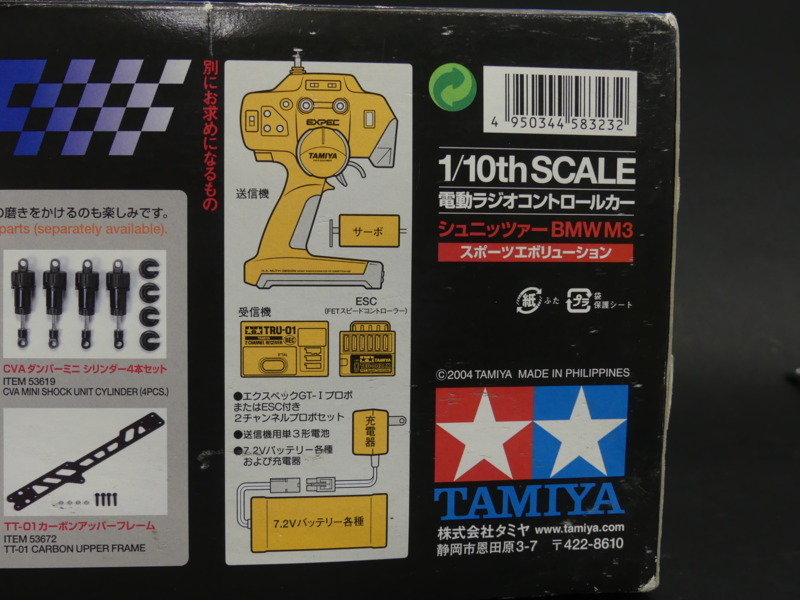 の磨きをかけるのも楽しみです。
parts (separately available).
CVAダンパーミニ シリンダー4本セット
ITEM 53619
CVA MINI SHOCK UNIT CYLINDER (4PCS.)
TT-01カーボンアッパーフレーム
ITEM 53672
TT-01 CARBON UPPER FRAME
別にお求めになるもの
EXPEC
TAMIYA
送信機
サーボ
受信機
ESC
(FETスピードコントローラー)
TRU-01
2 CHANNEL RECEIVER
BEC
TAMIYA
●エクスペックGT-Ⅰプロポ
またはESC付き
2チャンネルプロポセット
●送信機用単3形電池
●7.2Vバッテリー各種
および充電器
充電器
7.2Vバッテリー各種
4 950344 583232
1/10th SCALE
電動ラジオコントロールカー
シュニッツァー BMW M3
スポーツエボリューション
紙 ふた
プラ 袋
保護シート
©2004 TAMIYA MADE IN PHILIPPINES
TAMIYA
株式会社タミヤ www.tamiya.com
静岡市恩田原3-7 〒422-8610